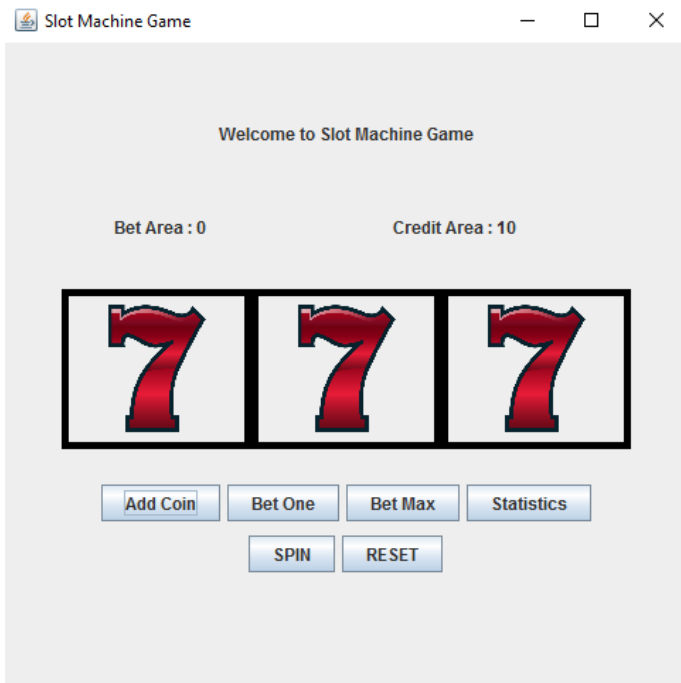 Slot Machine Game
Welcome to Slot Machine Game
Bet Area : 0 Credit Area : 10
7 7 7
Add Coin Bet One Bet Max Statistics
SPIN RESET